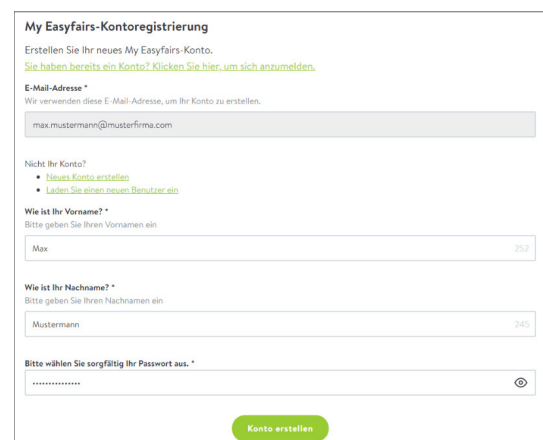 My Easyfairs-Kontoregistrierung
Erstellen Sie Ihr neues My Easyfairs-Konto.
Sie haben bereits ein Konto? Klicken Sie hier, um sich anzumelden.
E-Mail-Adresse *
Wir verwenden diese E-Mail-Adresse, um Ihr Konto zu erstellen.
max.mustermann@musterfirma.com
Nicht Ihr Konto?
• Neues Konto erstellen
• Laden Sie einen neuen Benutzer ein
Wie ist Ihr Vorname? *
Bitte geben Sie Ihren Vornamen ein
Max 252
Wie ist Ihr Nachname? *
Bitte geben Sie Ihren Nachnamen ein
Mustermann 245
Bitte wählen Sie sorgfältig Ihr Passwort aus. *
•••••••••••••••
Konto erstellen